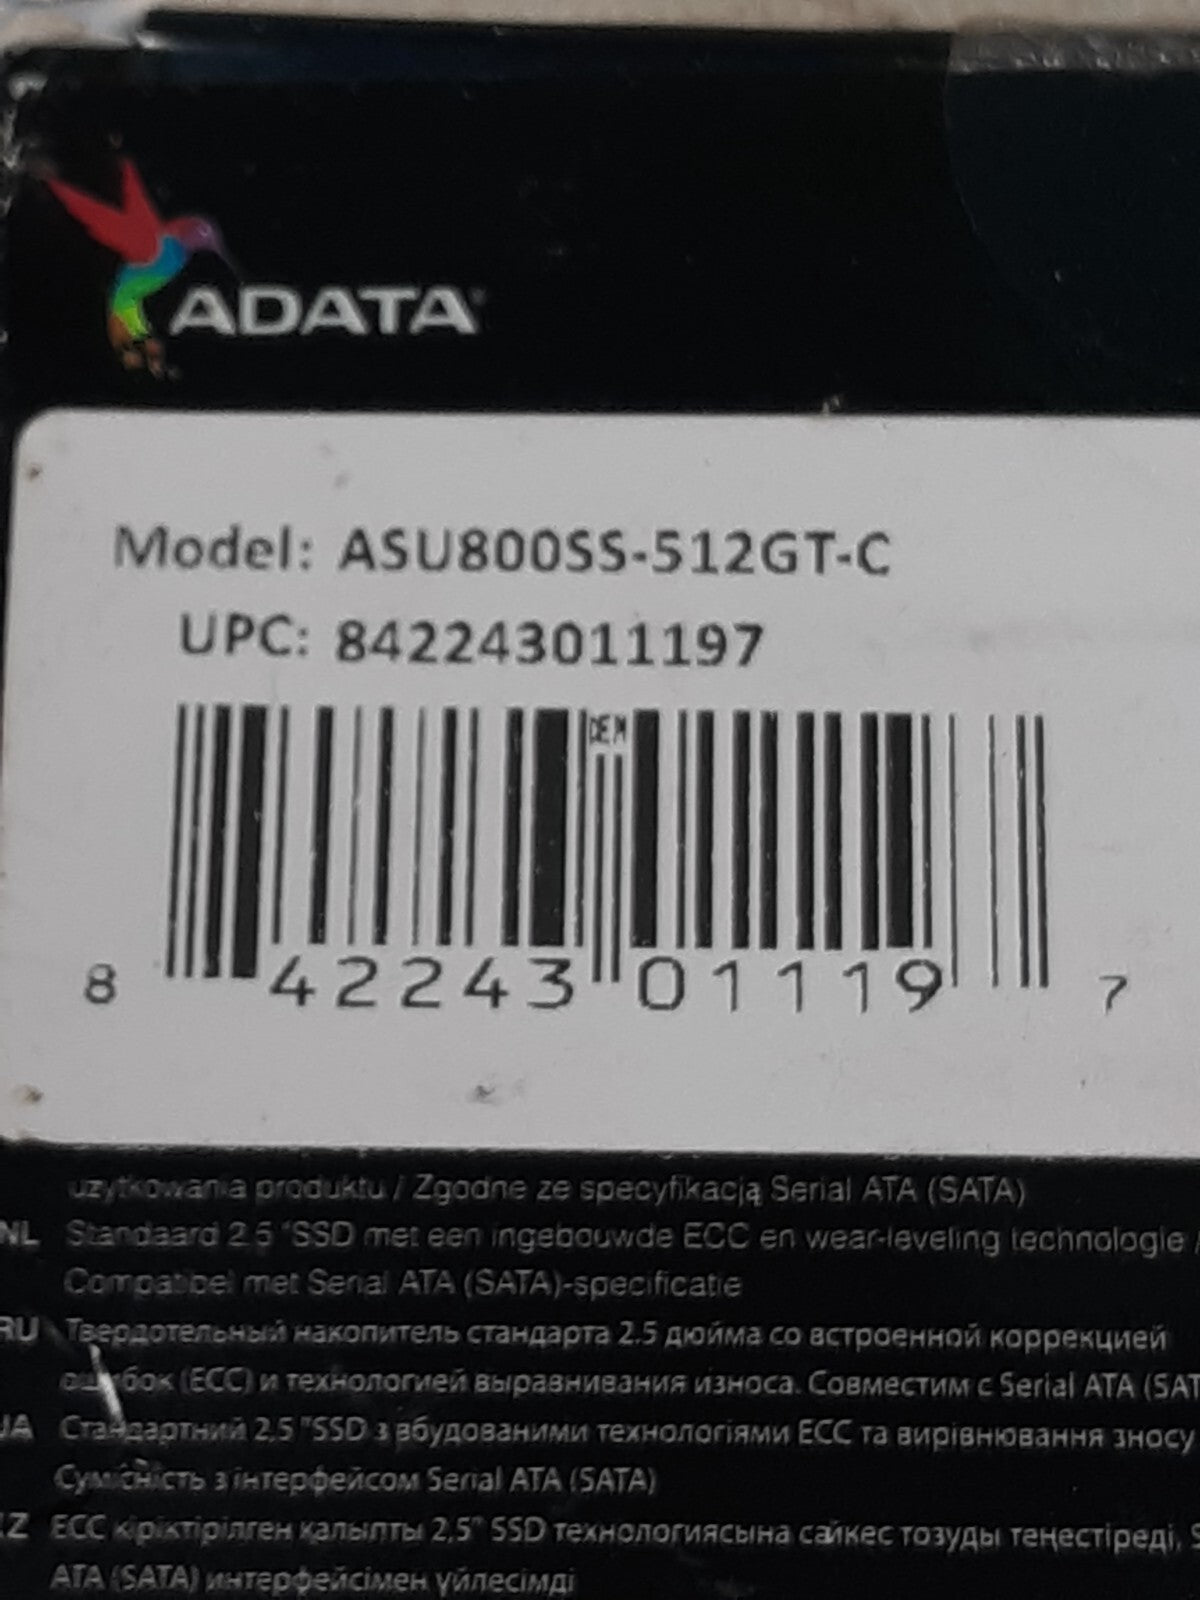 ADATA
Model: ASU800SS-512GT-C
UPC: 842243011197
DEM
8 42243 01119 7
użytkowania produktu / Zgodne ze specyfikacją Serial ATA (SATA)
NL Standaard 2.5 "SSD met een ingebouwde ECC en wear-leveling technologie /
Compatibel met Serial ATA (SATA)-specificatie
RU Твердотельный накопитель стандарта 2.5 дюйма со встроенной коррекцией
ошибок (ECC) и технологией выравнивания износа. Совместим с Serial ATA (SAT
UA Стандартний 2,5 "SSD з вбудованими технологіями ECC та вирівнювання зносу
Сумісність з інтерфейсом Serial ATA (SATA)
KZ ECC кіріктірілген қалыпты 2,5" SSD технологиясына сәйкес тозуды теңестіреді, S
ATA (SATA) интерфейсімен үйлесімді